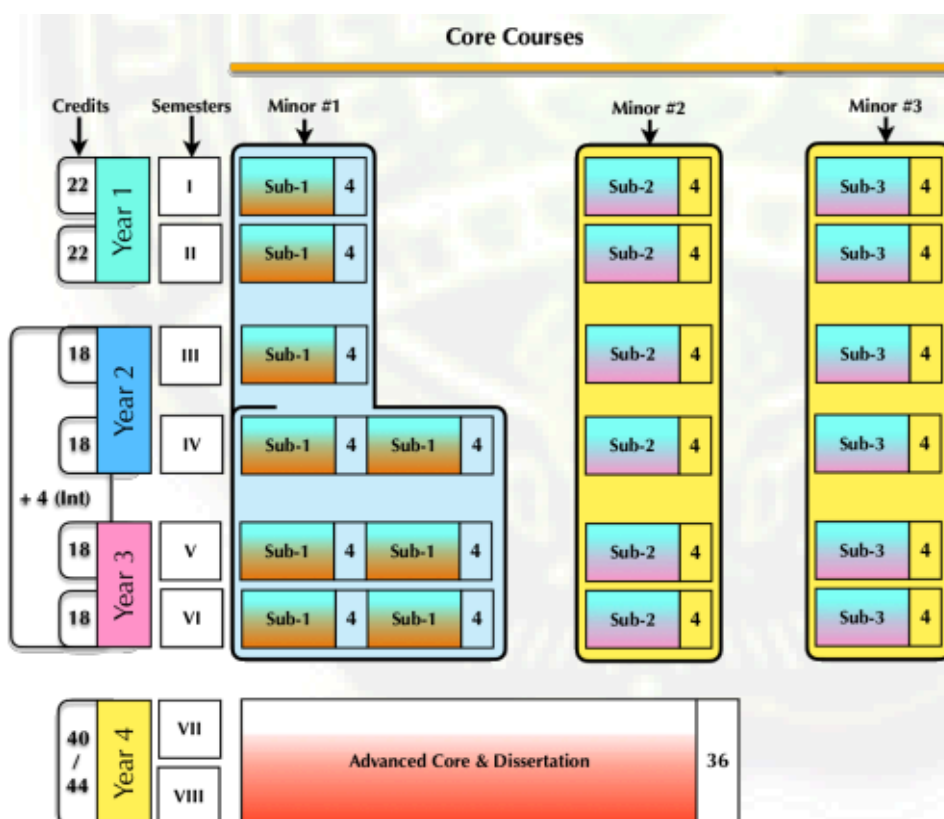 Core Courses
Credits Semesters Minor #1 Minor #2 Minor #3
22 Year 1 I Sub-1 4 Sub-2 4 Sub-3 4
22 II Sub-1 4 Sub-2 4 Sub-3 4
18 Year 2 III Sub-1 4 Sub-2 4 Sub-3 4
18 IV Sub-1 4 Sub-1 4 Sub-2 4 Sub-3 4
+ 4 (Int)
18 Year 3 V Sub-1 4 Sub-1 4 Sub-2 4 Sub-3 4
18 VI Sub-1 4 Sub-1 4 Sub-2 4 Sub-3 4
40 / 44 Year 4 VII Advanced Core & Dissertation 36
VIII